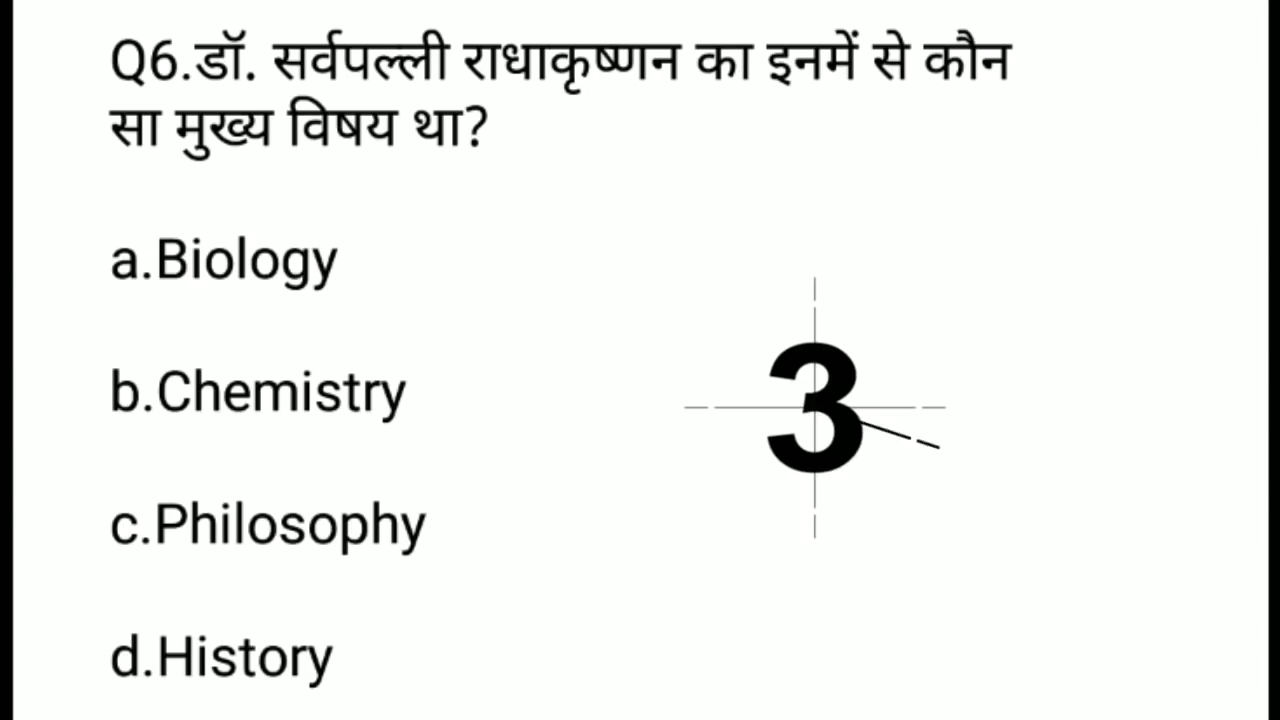 Q6.डॉ. सर्वपल्ली राधाकृष्णन का इनमें से कौन
सा मुख्य विषय था?
a.Biology
b.Chemistry
3
c.Philosophy
d.History